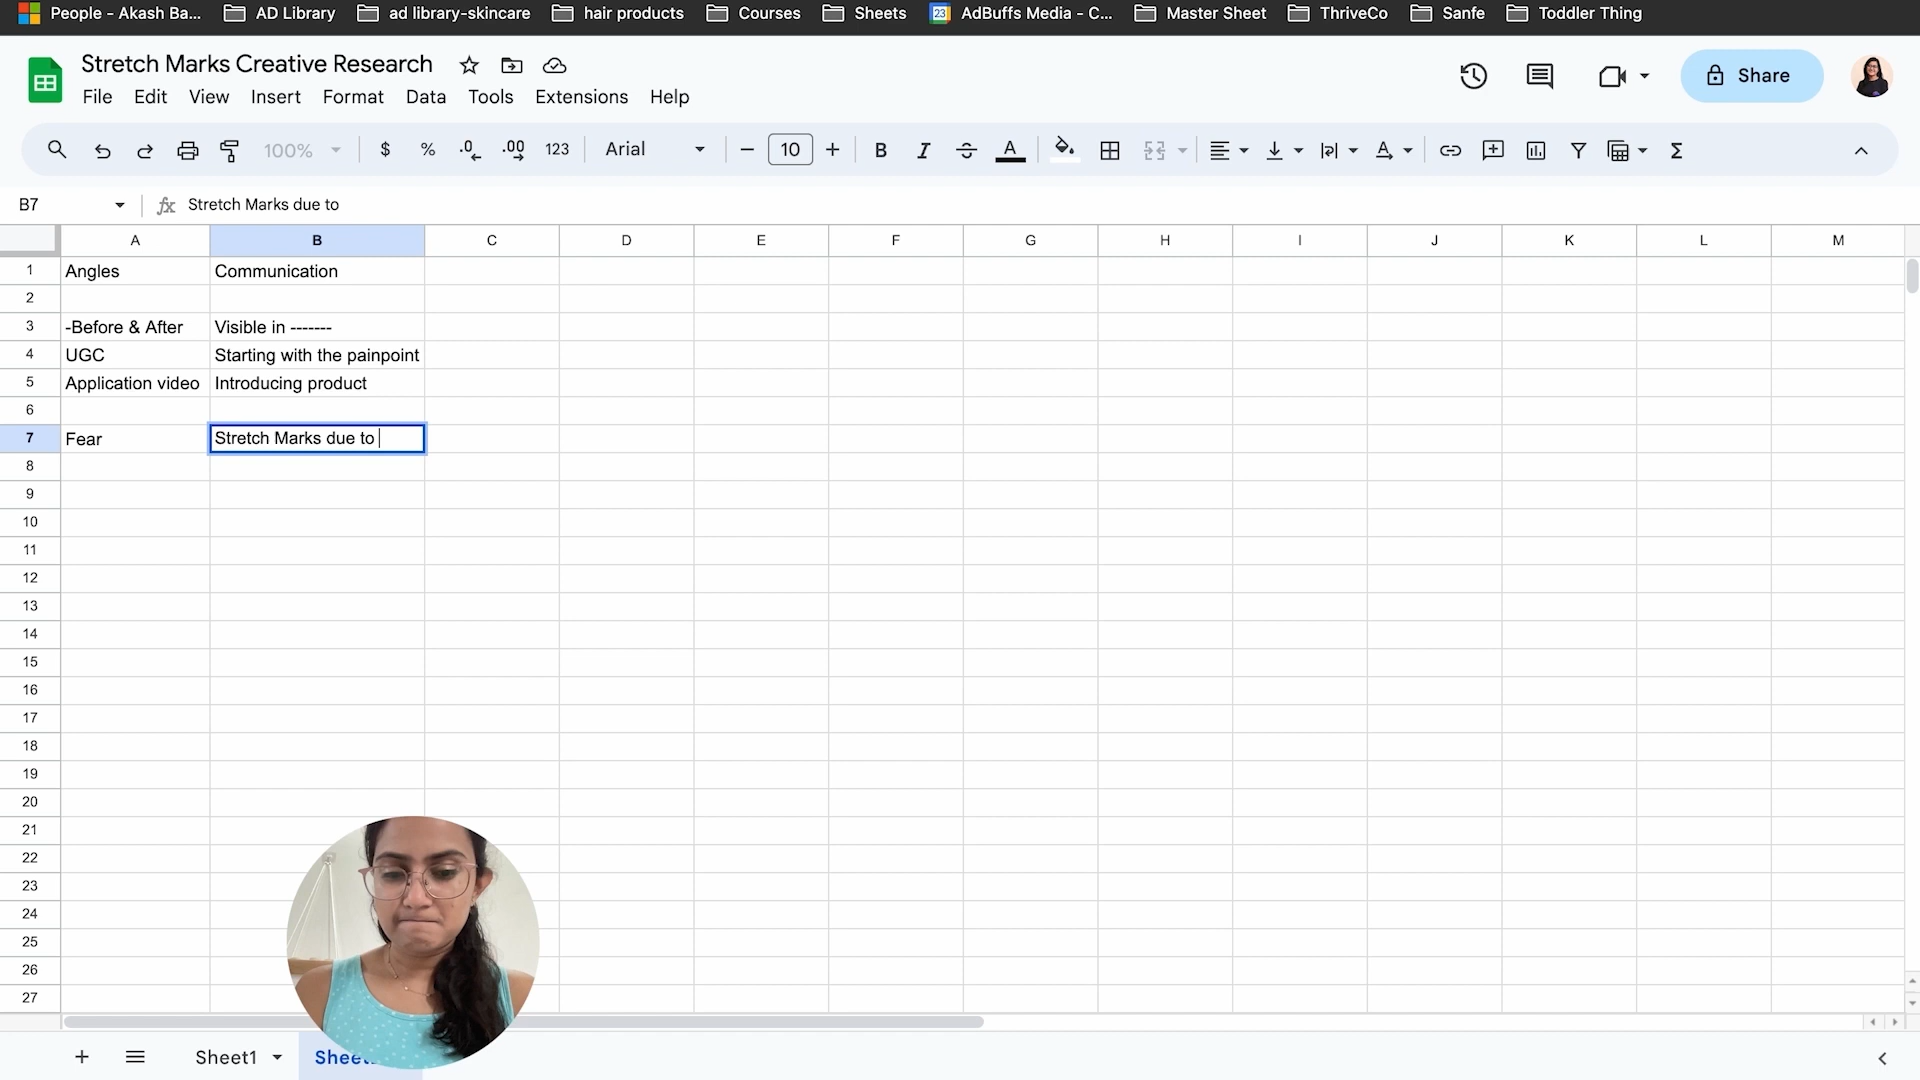 People - Akash Ba... AD Library ad library-skincare hair products Courses Sheets 23 AdBuffs Media - C... Master Sheet ThriveCo Sanfe Toddler Thing
Stretch Marks Creative Research
Share
File Edit View Insert Format Data Tools Extensions Help
100% $ % .0 .00 123 Arial 10 B I A Σ
B7 fx Stretch Marks due to
A B C D E F G H I J K L M
1 Angles Communication
2
3 -Before & After Visible in -------
4 UGC Starting with the painpoint
5 Application video Introducing product
6
7 Fear Stretch Marks due to
8
9
10
11
12
13
14
15
16
17
18
19
20
21
22
23
24
25
26
27
Sheet1